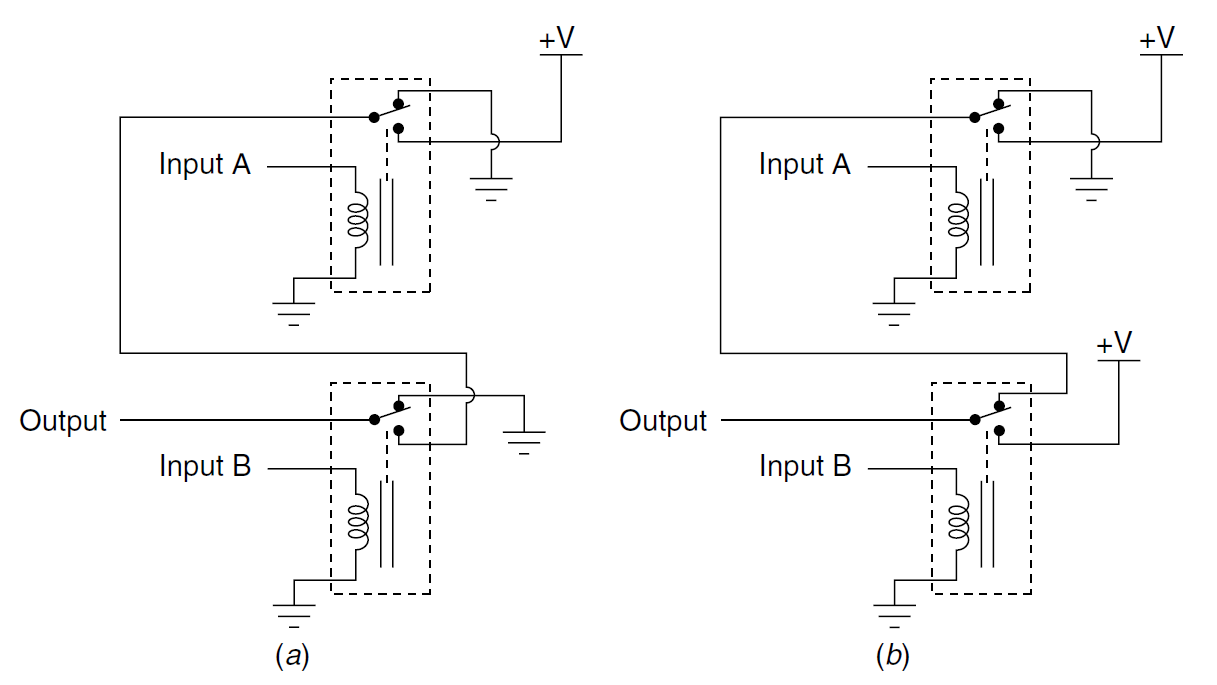 +V
Input A
Output
Input B
(a)
+V
Input A
+V
Output
Input B
(b)